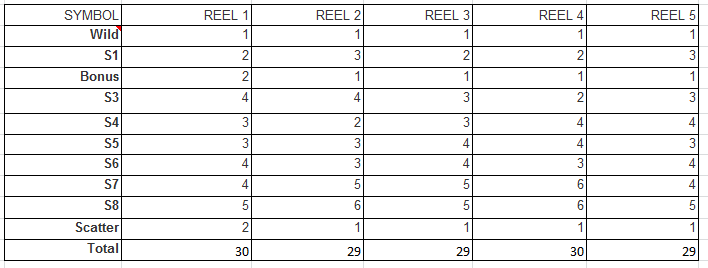 SYMBOL REEL 1 REEL 2 REEL 3 REEL 4 REEL 5
Wild 1 1 1 1 1
S1 2 3 2 2 3
Bonus 2 1 1 1 1
S3 4 4 3 2 3
S4 3 2 3 4 4
S5 3 3 4 4 3
S6 4 3 4 3 4
S7 4 5 5 6 4
S8 5 6 5 6 5
Scatter 2 1 1 1 1
Total 30 29 29 30 29